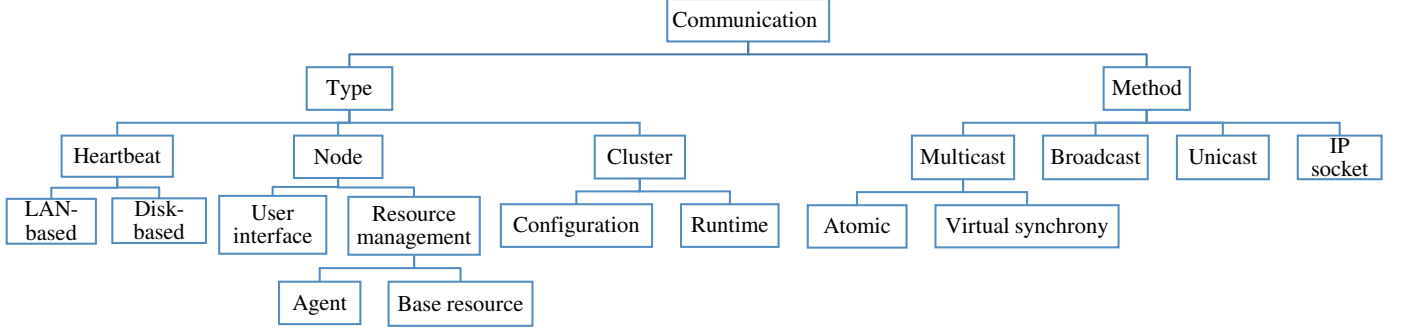 Communication
Type
Method
Heartbeat
Node
Cluster
Multicast
Broadcast
Unicast
IP
socket
LAN-
based
Disk-
based
User
interface
Resource
management
Configuration
Runtime
Atomic
Virtual synchrony
Agent
Base resource